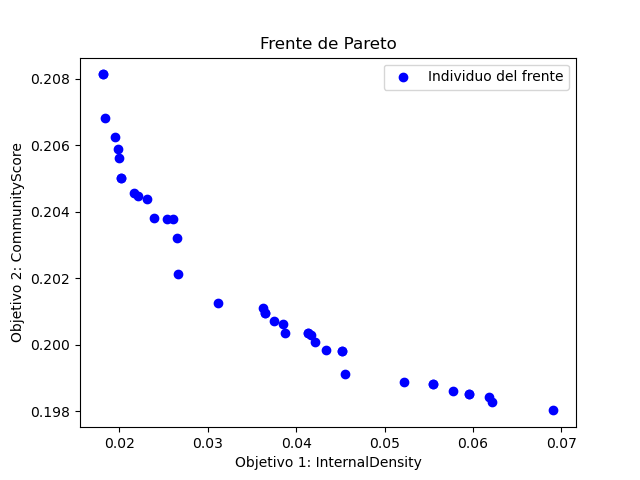 Frente de Pareto
Individuo del frente
Objetivo 2: CommunityScore
0.208
0.206
0.204
0.202
0.200
0.198
0.02 0.03 0.04 0.05 0.06 0.07
Objetivo 1: InternalDensity